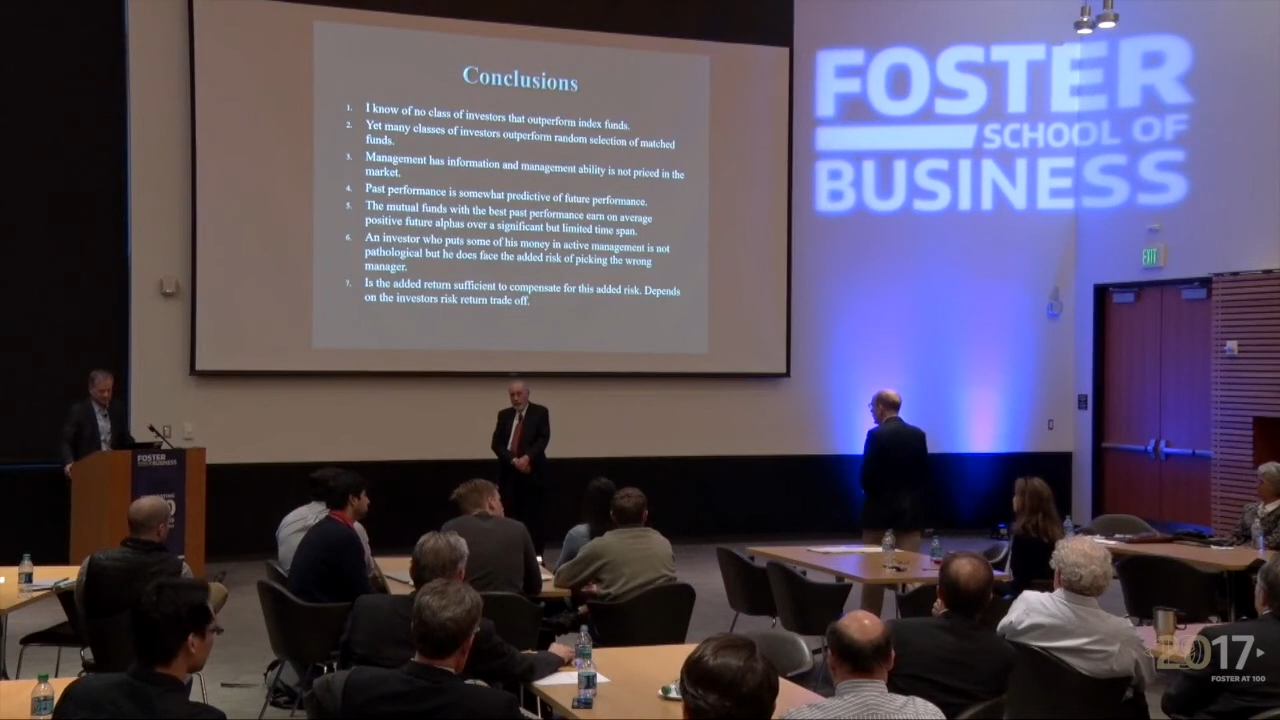 Conclusions
1. I know of no class of investors that outperform index funds.
2. Yet many classes of investors outperform random selection of matched
funds.
3. Management has information and management ability is not priced in the
market.
4. Past performance is somewhat predictive of future performance.
5. The mutual funds with the best past performance earn on average
positive future alphas over a significant but limited time span.
6. An investor who puts some of his money in active management is not
pathological but he does face the added risk of picking the wrong
manager.
7. Is the added return sufficient to compensate for this added risk. Depends
on the investors risk return trade off.
FOSTER
SCHOOL OF
BUSINESS
EXIT
FOSTER
BUSINESS
2017
FOSTER AT 100